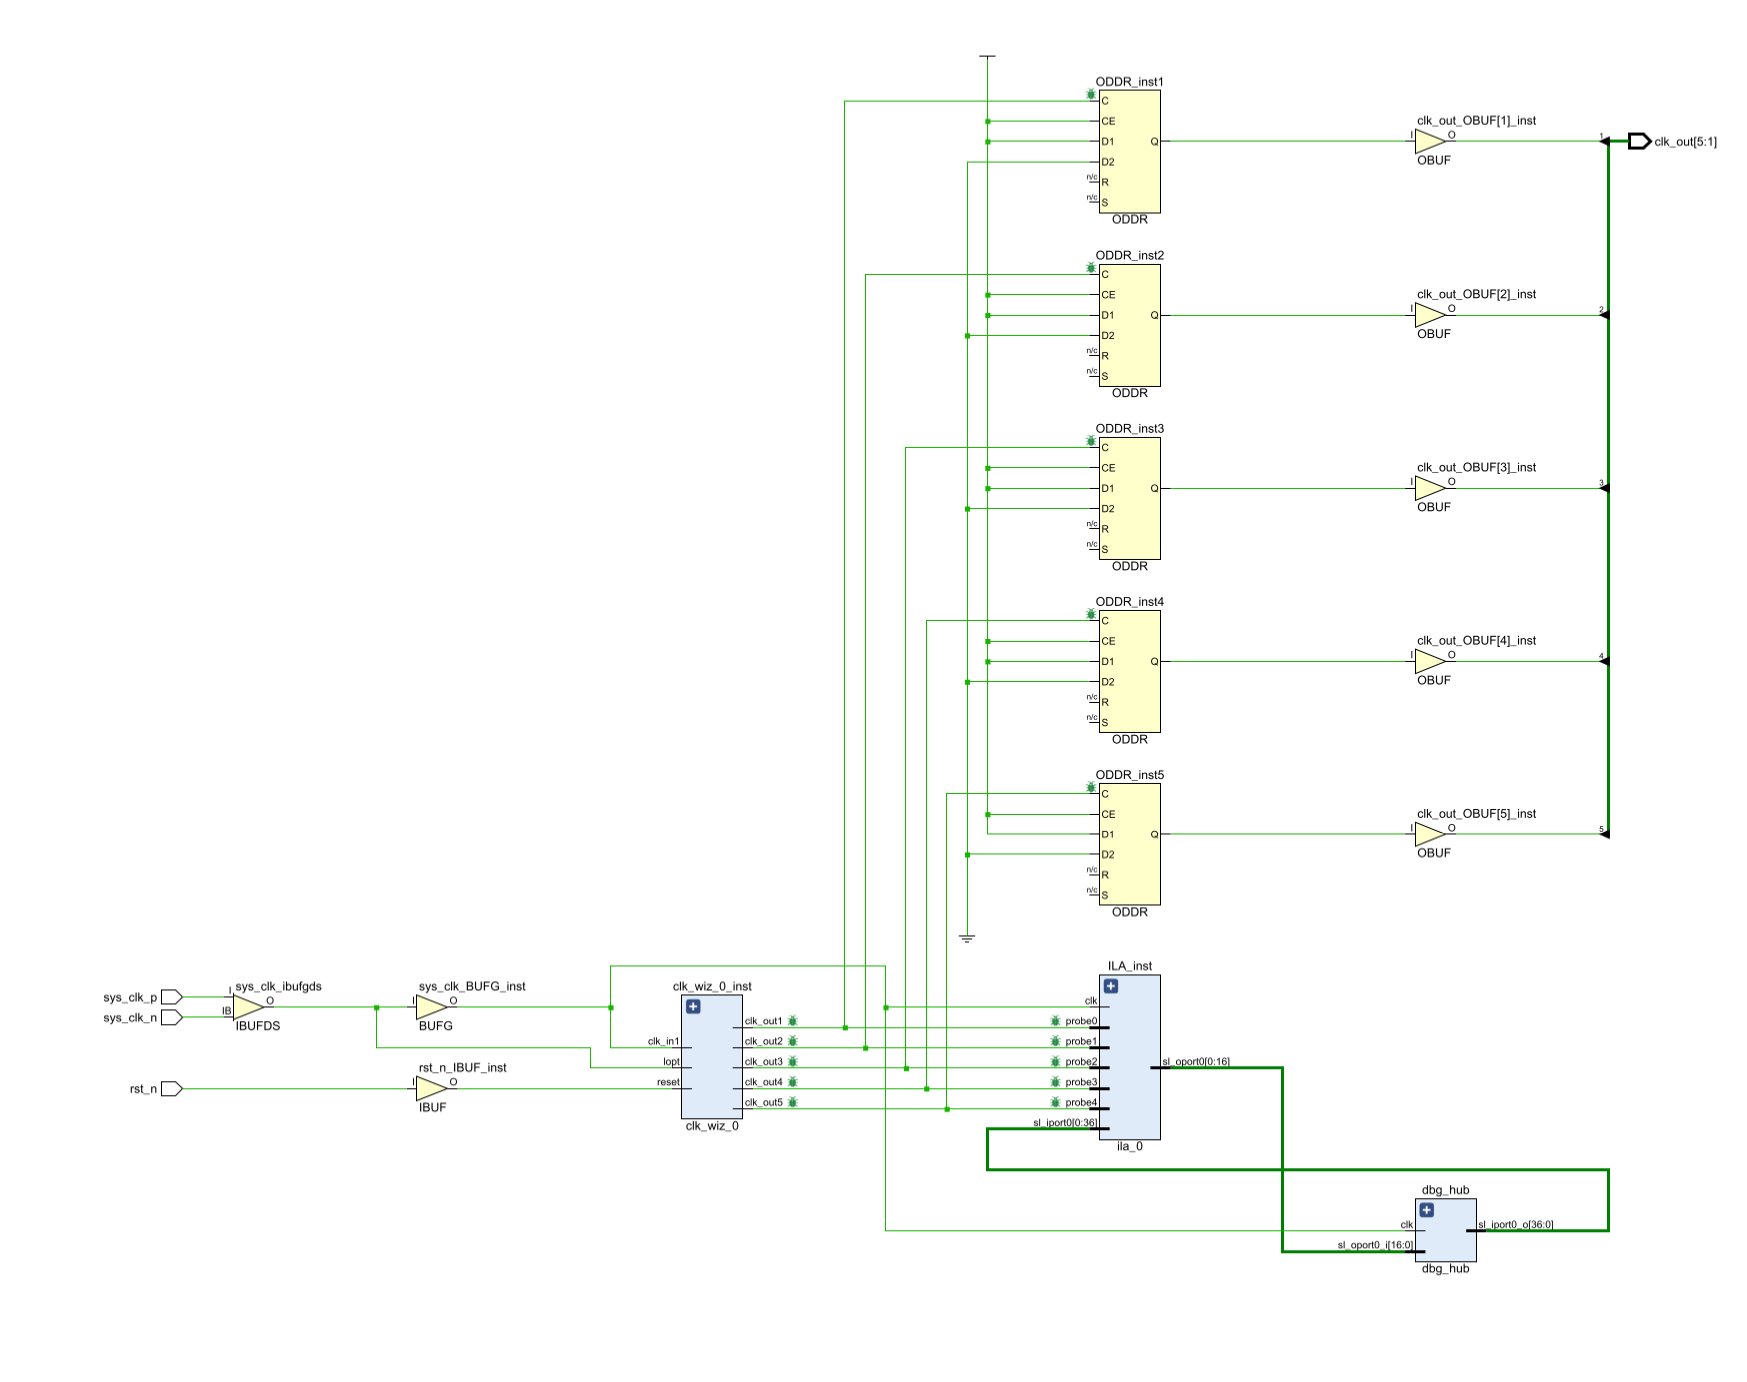 ODDR_inst1
C
CE
D1
D2
n/c
R
n/c
S
Q
ODDR
clk_out_OBUF[1]_inst
I
O
OBUF
1
clk_out[5:1]
ODDR_inst2
C
CE
D1
D2
n/c
R
n/c
S
Q
ODDR
clk_out_OBUF[2]_inst
I
O
OBUF
2
ODDR_inst3
C
CE
D1
D2
n/c
R
n/c
S
Q
ODDR
clk_out_OBUF[3]_inst
I
O
OBUF
3
ODDR_inst4
C
CE
D1
D2
n/c
R
n/c
S
Q
ODDR
clk_out_OBUF[4]_inst
I
O
OBUF
4
ODDR_inst5
C
CE
D1
D2
n/c
R
n/c
S
Q
ODDR
clk_out_OBUF[5]_inst
I
O
OBUF
5
sys_clk_p
sys_clk_n
sys_clk_ibufgds
I
IB
O
IBUFDS
sys_clk_BUFG_inst
I
O
BUFG
rst_n
rst_n_IBUF_inst
I
O
IBUF
clk_wiz_0_inst
clk_in1
lopt
reset
clk_out1
clk_out2
clk_out3
clk_out4
clk_out5
clk_wiz_0
ILA_inst
clk
probe0
probe1
probe2
probe3
probe4
sl_iport0[0:36]
sl_oport0[0:16]
ila_0
dbg_hub
clk
sl_oport0_i[16:0]
sl_iport0_o[36:0]
dbg_hub